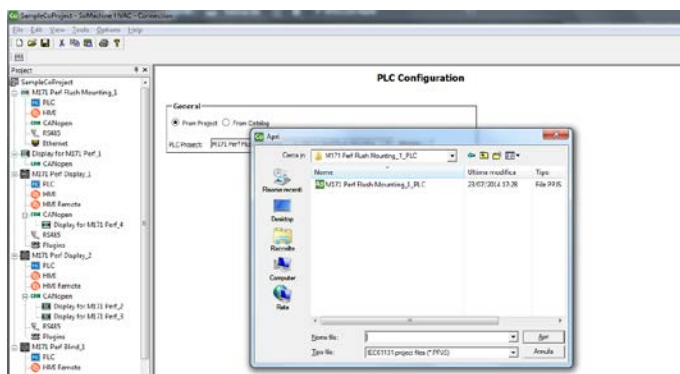 SampleCoProject - SoMachine HVAC - Connection
File Edit View Tools Options Help
Project
SampleCoProject
M171 Perf Flush Mounting_1
PLC
HMI
CANopen
RS485
Ethernet
Display for M171 Perf_1
CANopen
M171 Perf Display_1
PLC
HMI
HMI Remote
CANopen
Display for M171 Perf_4
RS485
Plugins
M171 Perf Display_2
PLC
HMI
HMI Remote
CANopen
Display for M171 Perf_2
Display for M171 Perf_3
RS485
Plugins
M171 Perf Blind_1
PLC
HMI Remote
PLC Configuration
General
From Project From Catalog
PLC Project: M171 Perf Flu
Apri
Cerca in: M171 Perf Flush Mounting_1_PLC
Nome Ultima modifica Tipo
M171 Perf Flush Mounting_1_PLC 23/07/2014 17:28 File PPJS
Risorse recenti
Desktop
Raccolte
Computer
Rete
Nome file: Apri
Tipo file: IEC61131 project files (*.PPJS) Annulla